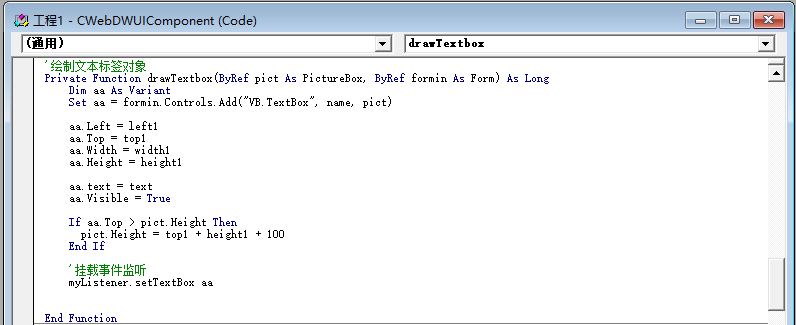 工程1 - CWebDWUIComponent (Code)
(通用) drawTextbox
'绘制文本标签对象
Private Function drawTextbox(ByRef pict As PictureBox, ByRef formin As Form) As Long
Dim aa As Variant
Set aa = formin.Controls.Add("VB.TextBox", name, pict)
aa.Left = left1
aa.Top = top1
aa.Width = width1
aa.Height = height1
aa.text = text
aa.Visible = True
If aa.Top > pict.Height Then
pict.Height = top1 + height1 + 100
End If
'挂载事件监听
myListener.setTextBox aa
End Function